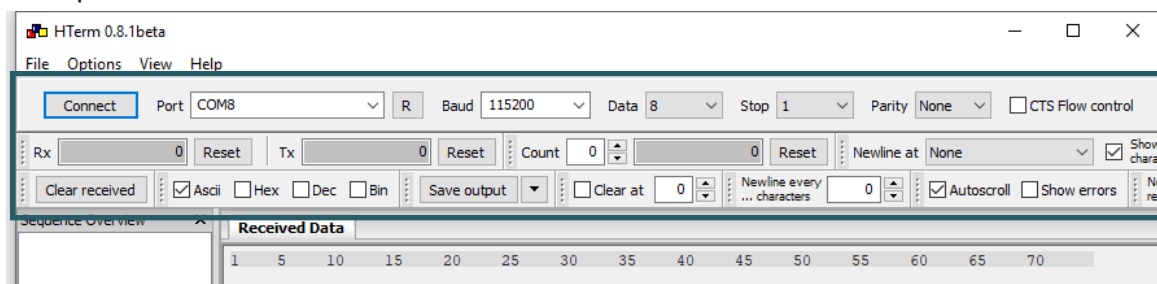 HTerm 0.8.1beta
File Options View Help
Connect Port COM8 R Baud 115200 Data 8 Stop 1 Parity None CTS Flow control
Rx 0 Reset Tx 0 Reset Count 0 0 Reset Newline at None Show
Clear received Ascii Hex Dec Bin Save output Clear at 0 Newline every
... characters 0 Autoscroll Show errors
Sequence Overview X Received Data
1 5 10 15 20 25 30 35 40 45 50 55 60 65 70